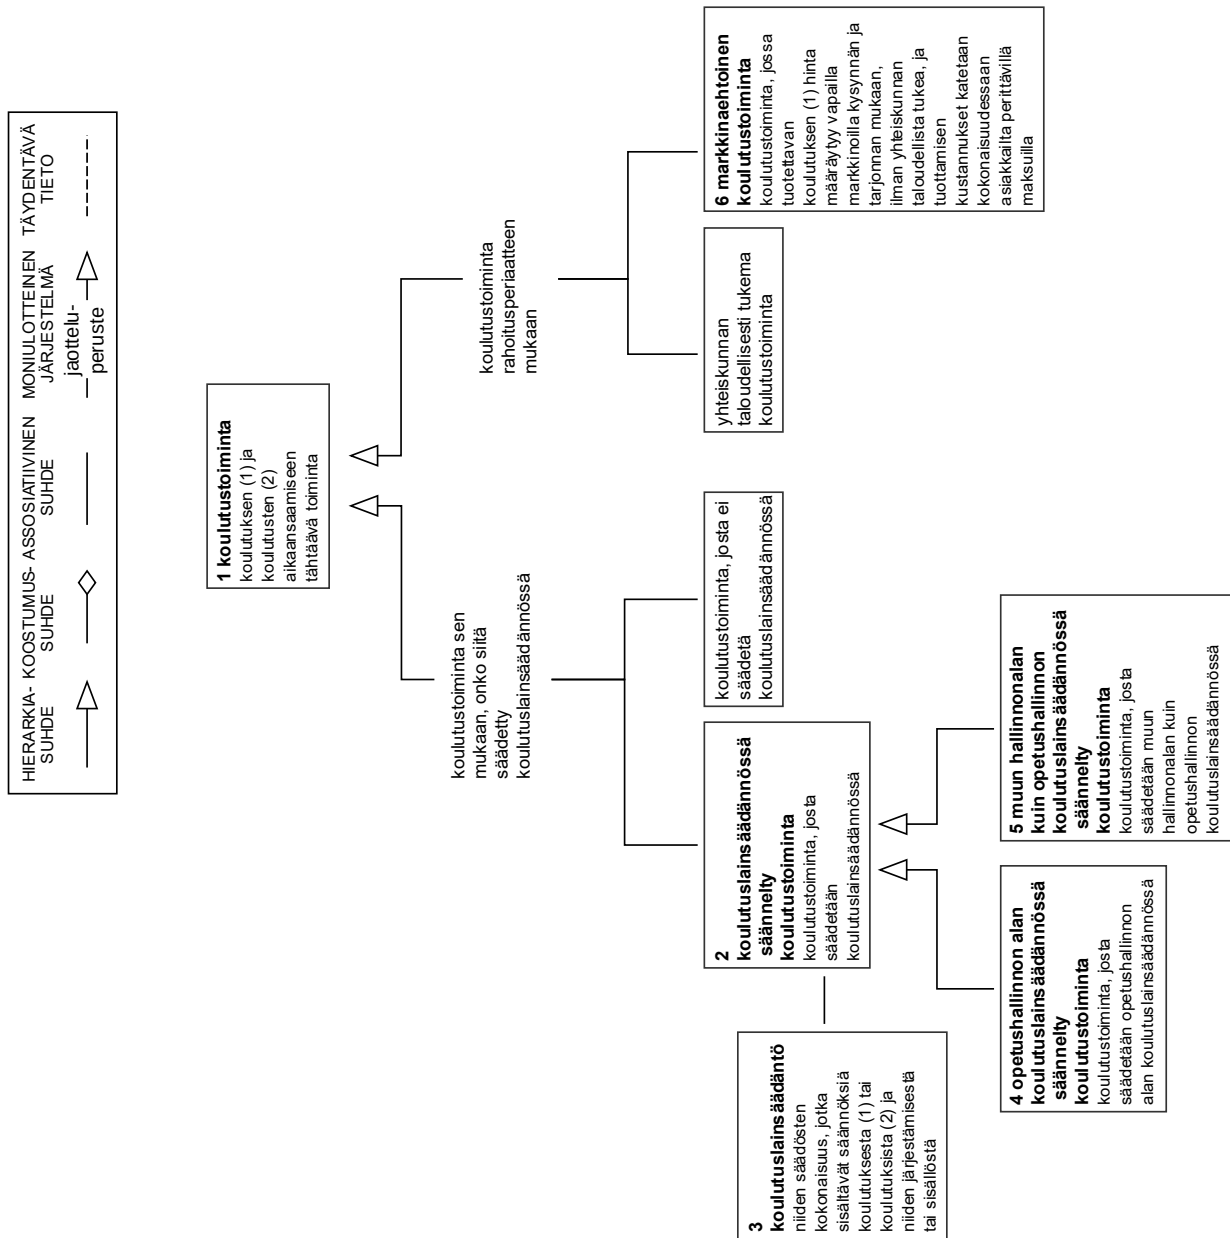 HIERARKIA- KOOSTUMUS- ASSOSIATIIVINEN MONIULOTTEINEN TÄYDENTÄVÄ
SUHDE SUHDE SUHDE JÄRJESTELMÄ TIETO
jaottelu-
peruste
1 koulutustoiminta
koulutuksen (1) ja
koulutusten (2)
aikaansaamiseen
tähtäävä toiminta
koulutustoiminta sen
mukaan, onko siitä
säädetty
koulutuslainsäädännössä
koulutustoiminta
rahoitusperiaatteen
mukaan
2
koulutuslainsäädännössä
säännelty
koulutustoiminta
koulutustoiminta, josta
säädetään
koulutuslainsäädännössä
koulutustoiminta, josta ei
säädetä
koulutuslainsäädännössä
yhteiskunnan
taloudellisesti tukema
koulutustoiminta
6 markkinaehtoinen
koulutustoiminta
koulutustoiminta, jossa
tuotettavan
koulutuksen (1) hinta
määräytyy vapailla
markkinoilla kysynnän ja
tarjonnan mukaan,
ilman yhteiskunnan
taloudellista tukea, ja
tuottamisen
kustannukset katetaan
kokonaisuudessaan
asiakkailta perittävillä
maksuilla
3
koulutuslainsäädäntö
niiden säädösten
kokonaisuus, jotka
sisältävät säännöksiä
koulutuksesta (1) tai
koulutuksista (2) ja
niiden järjestämisestä
tai sisällöstä
4 opetushallinnon alan
koulutuslainsäädännössä
säännelty
koulutustoiminta
koulutustoiminta, josta
säädetään opetushallinnon
alan koulutuslainsäädännössä
5 muun hallinnonalan
kuin opetushallinnon
koulutuslainsäädännössä
säännelty
koulutustoiminta
koulutustoiminta, josta
säädetään muun
hallinnonalan kuin
opetushallinnon
koulutuslainsäädännössä